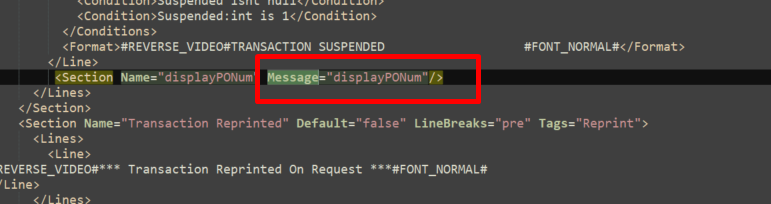 <Condition>Suspended isnt null</Condition>
<Condition>Suspended:int is 1</Condition>
</Conditions>
<Format>#REVERSE_VIDEO#TRANSACTION SUSPENDED #FONT_NORMAL#</Format>
</Line>
<Section Name="displayPONum" Message="displayPONum"/>
</Lines>
</Section>
<Section Name="Transaction Reprinted" Default="false" LineBreaks="pre" Tags="Reprint">
<Lines>
<Line>
REVERSE_VIDEO#*** Transaction Reprinted On Request ***#FONT_NORMAL#
/Line>
</Lines>